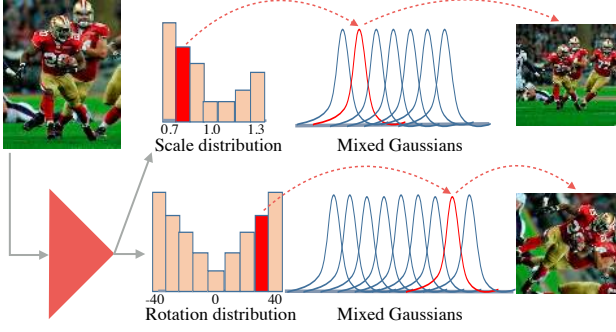 0.7 1.0 1.3
Scale distribution
Mixed Gaussians
-40 0 40
Rotation distribution
Mixed Gaussians